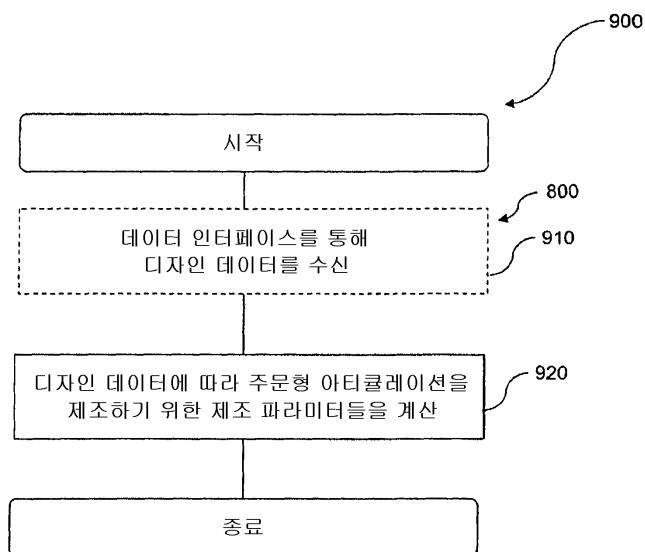 900
시작
800
데이터 인터페이스를 통해
디자인 데이터를 수신
910
디자인 데이터에 따라 주문형 아티큘레이션을
제조하기 위한 제조 파라미터들을 계산
920
종료